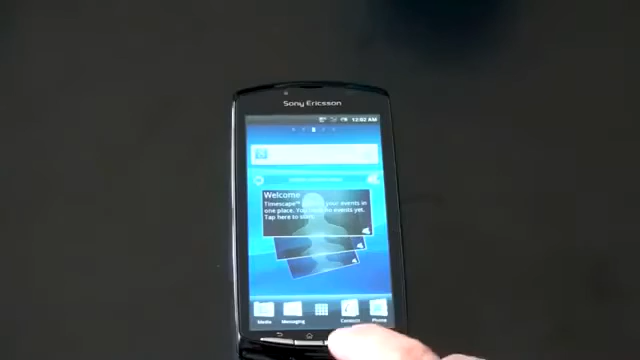 Sony Ericsson
12:02 AM
Welcome
Timescape™ your events in
one place. You no events yet.
Tap here to start
Media
Messaging
Contacts
Phone